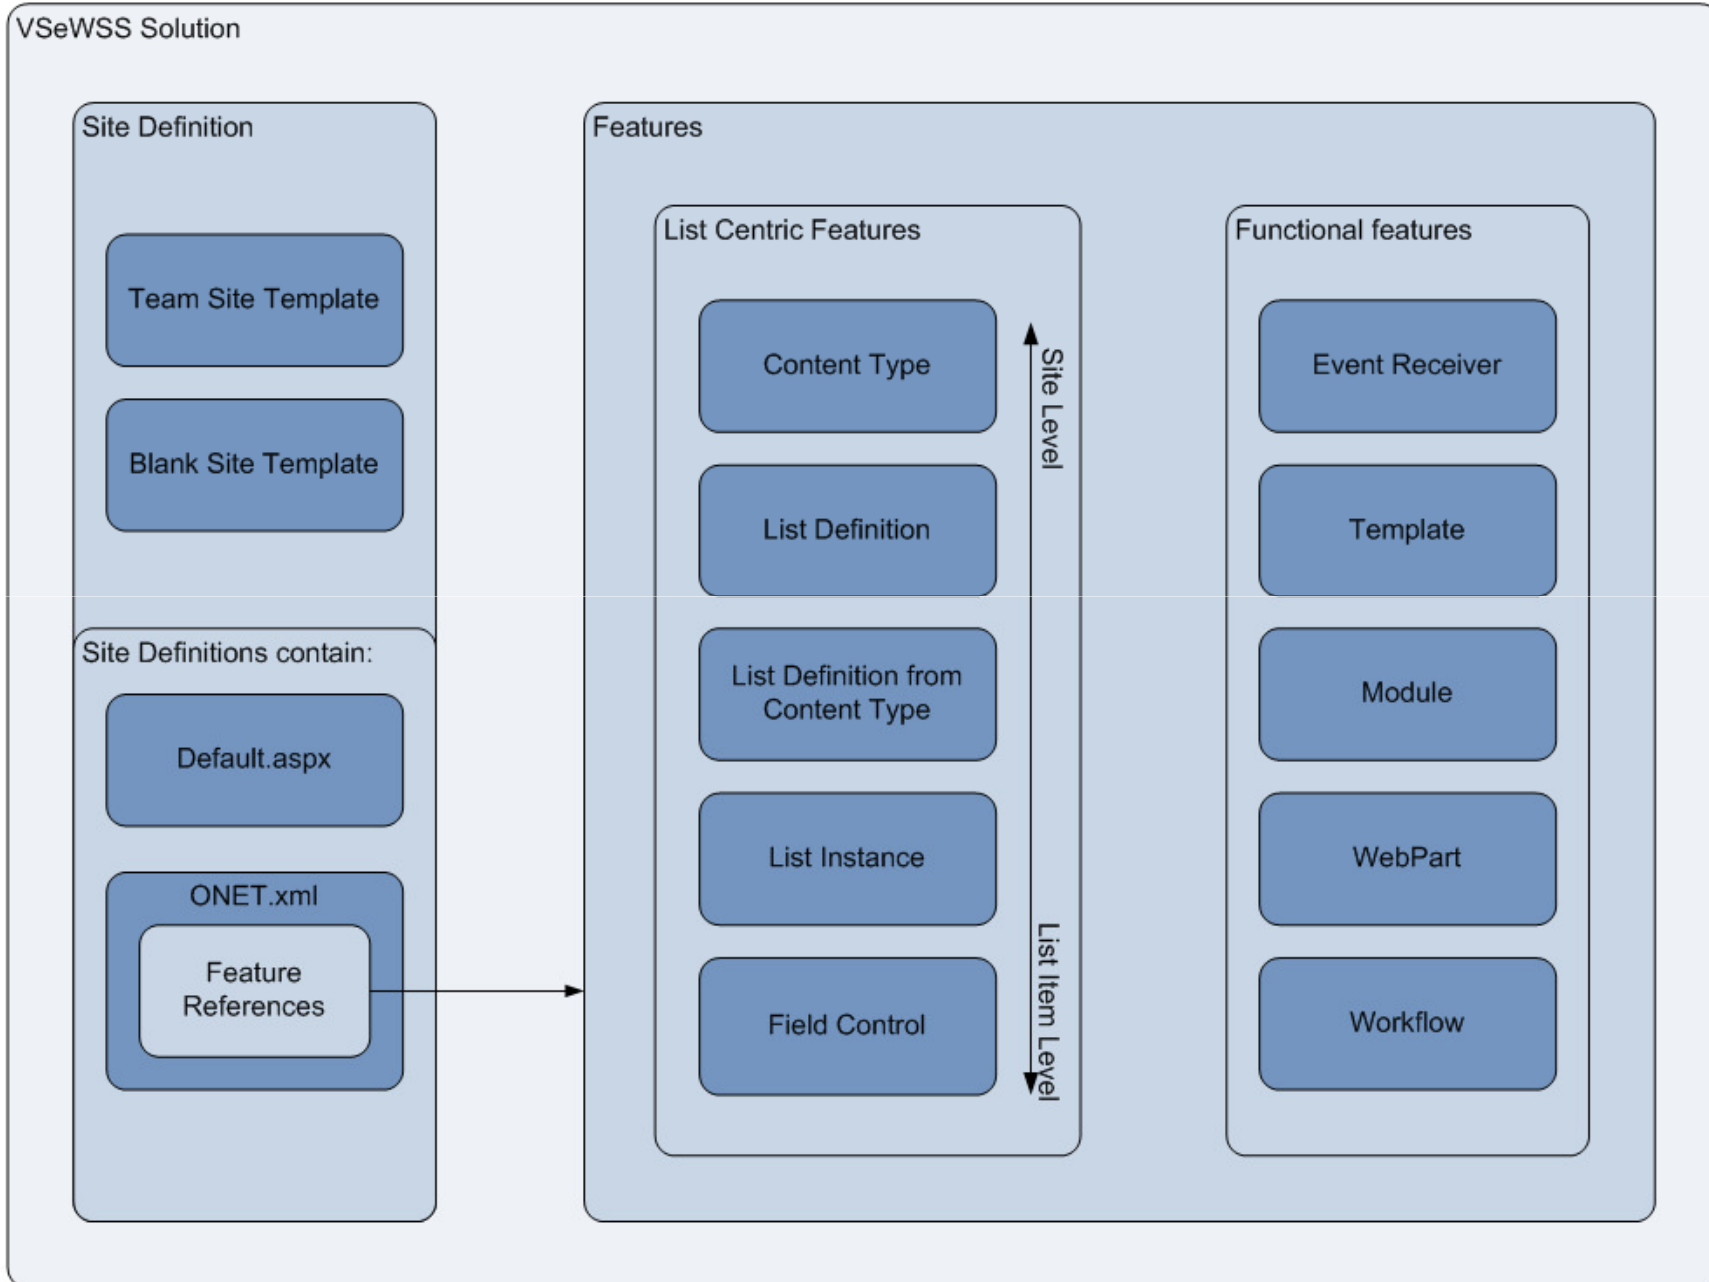 VSeWSS Solution
Site Definition
Team Site Template
Blank Site Template
Site Definitions contain:
Default.aspx
ONET.xml
Feature
References
Features
List Centric Features
Content Type
List Definition
List Definition from
Content Type
List Instance
Field Control
Site Level
List Item Level
Functional features
Event Receiver
Template
Module
WebPart
Workflow